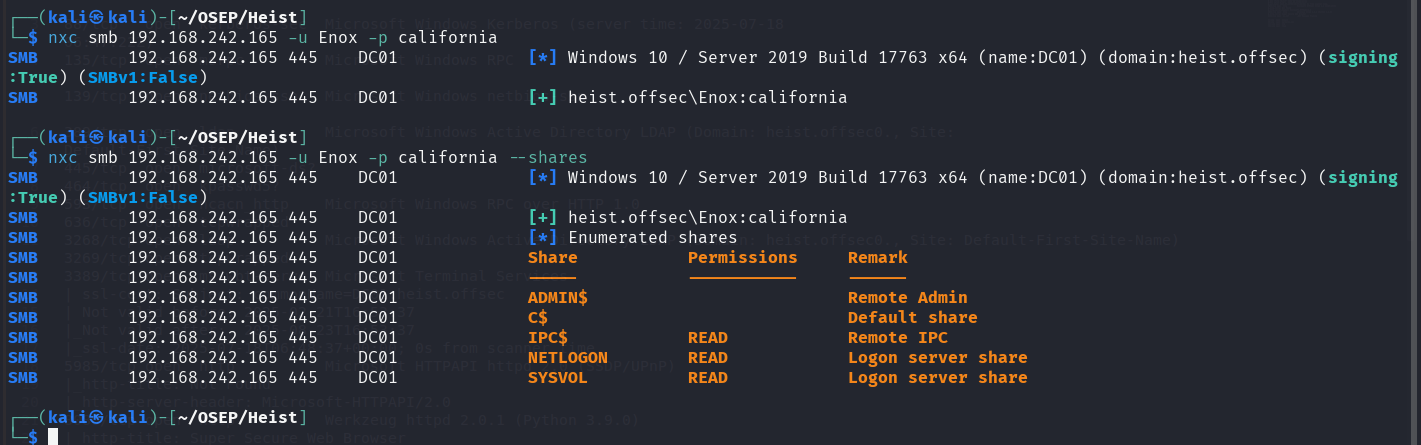 ┌──(kali㉿kali)-[~/OSEP/Heist]
└─$ nxc smb 192.168.242.165 -u Enox -p california
SMB 192.168.242.165 445 DC01 [*] Windows 10 / Server 2019 Build 17763 x64 (name:DC01) (domain:heist.offsec) (signing
:True) (SMBv1:False)
SMB 192.168.242.165 445 DC01 [+] heist.offsec\Enox:california
┌──(kali㉿kali)-[~/OSEP/Heist]
└─$ nxc smb 192.168.242.165 -u Enox -p california --shares
SMB 192.168.242.165 445 DC01 [*] Windows 10 / Server 2019 Build 17763 x64 (name:DC01) (domain:heist.offsec) (signing
:True) (SMBv1:False)
SMB 192.168.242.165 445 DC01 [+] heist.offsec\Enox:california
SMB 192.168.242.165 445 DC01 [*] Enumerated shares
SMB 192.168.242.165 445 DC01 Share Permissions Remark
SMB 192.168.242.165 445 DC01 ----- ----------- ------
SMB 192.168.242.165 445 DC01 ADMIN$ Remote Admin
SMB 192.168.242.165 445 DC01 C$ Default share
SMB 192.168.242.165 445 DC01 IPC$ READ Remote IPC
SMB 192.168.242.165 445 DC01 NETLOGON READ Logon server share
SMB 192.168.242.165 445 DC01 SYSVOL READ Logon server share
┌──(kali㉿kali)-[~/OSEP/Heist]
└─$